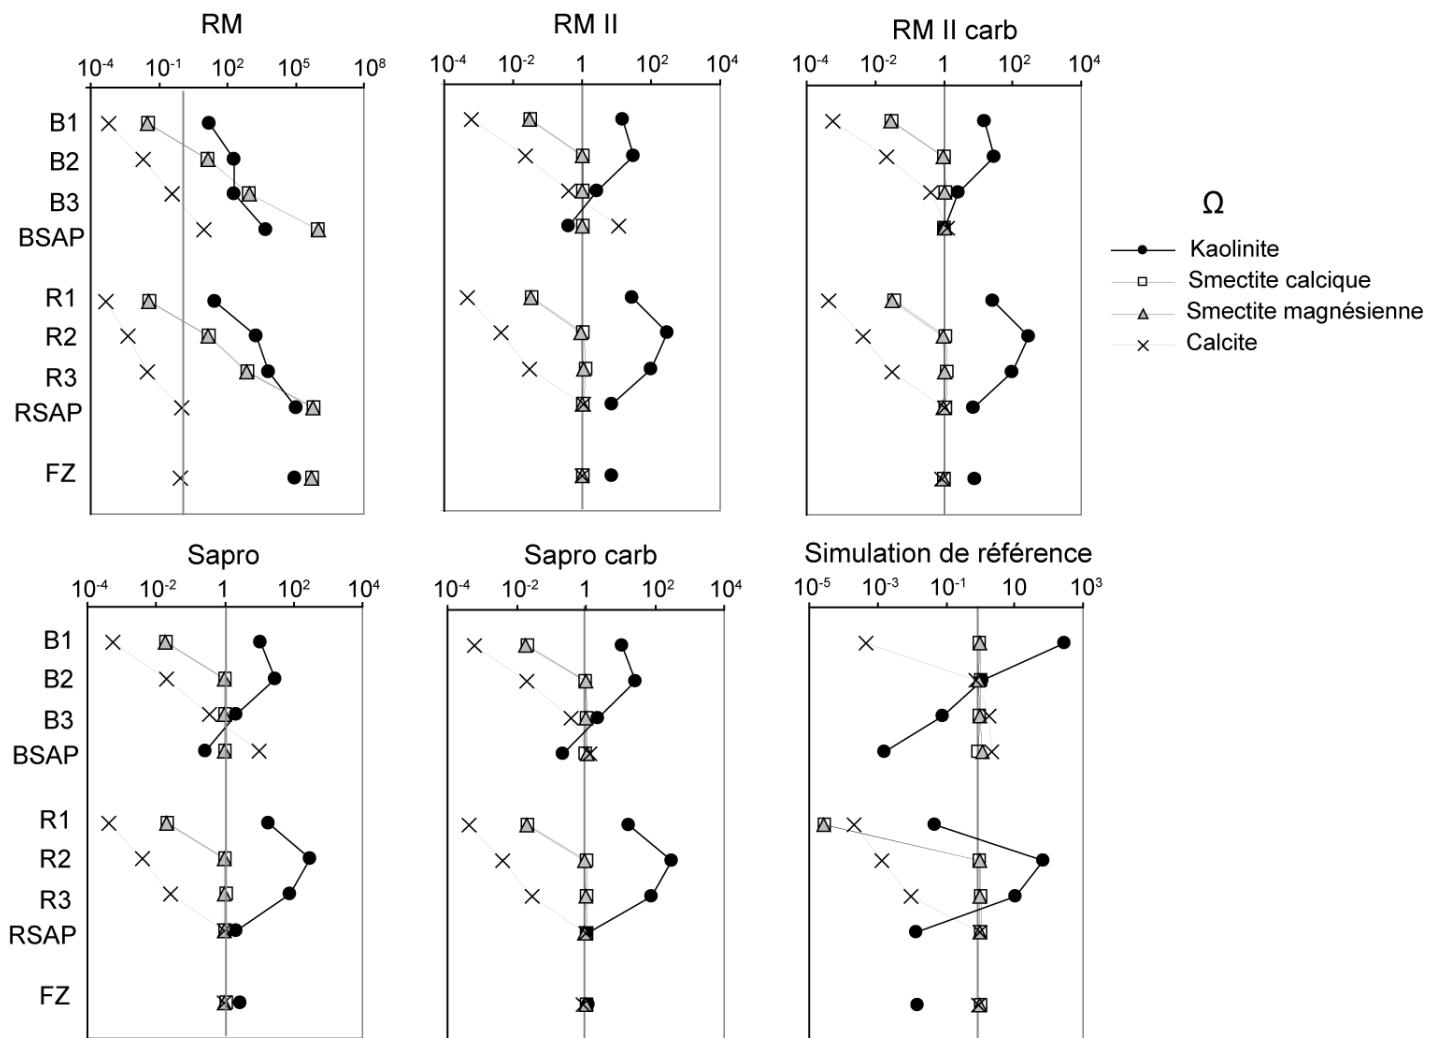 RM
10-4 10-1 102 105 108
B1
B2
B3
BSAP
R1
R2
R3
RSAP
FZ
RM II
10-4 10-2 1 102 104
RM II carb
10-4 10-2 1 102 104
Ω
Kaolinite
Smectite calcique
Smectite magnésienne
Calcite
Sapro
10-4 10-2 1 102 104
B1
B2
B3
BSAP
R1
R2
R3
RSAP
FZ
Sapro carb
10-4 10-2 1 102 104
Simulation de référence
10-5 10-3 10-1 10 103